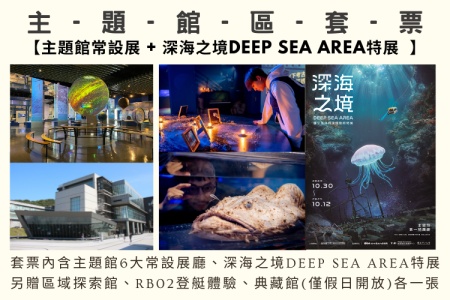 主 - 題 - 館 - 區 - 套 - 票
【主題館常設展 + 深海之境DEEP SEA AREA特展 】
深海
之境
DEEP SEA AREA
10.30
10.12
套票內含主題館6大常設展廳、深海之境DEEP SEA AREA特展
另贈區域探索館、RBO2登艇體驗、典藏館(僅假日開放)各一張